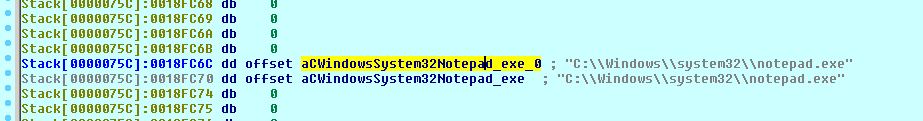 Stack[0000075C]:0018FC68 db 0
Stack[0000075C]:0018FC69 db 0
Stack[0000075C]:0018FC6A db 0
Stack[0000075C]:0018FC6B db 0
Stack[0000075C]:0018FC6C dd offset aCWindowsSystem32Notepad_exe_0 ; "C:\\Windows\\system32\\notepad.exe"
Stack[0000075C]:0018FC70 dd offset aCWindowsSystem32Notepad_exe ; "C:\\Windows\\system32\\notepad.exe"
Stack[0000075C]:0018FC74 db 0
Stack[0000075C]:0018FC75 db 0